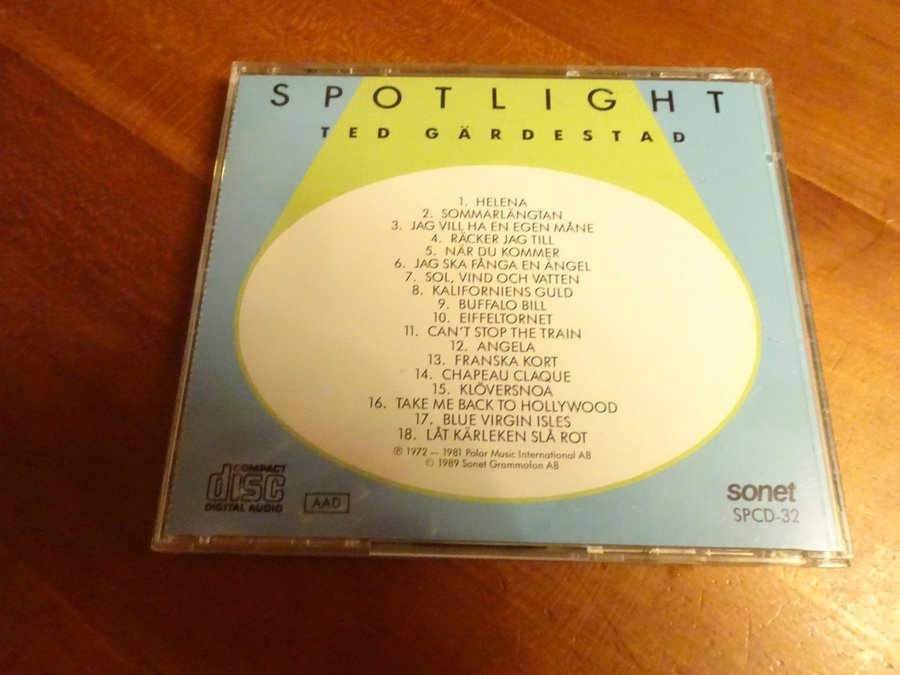 SPOTLIGHT
TED GÄRDESTAD
1. HELENA
2. SOMMARLÄNGTAN
3. JAG VILL HA EN EGEN MÅNE
4. RÄCKER JAG TILL
5. NÄR DU KOMMER
6. JAG SKA FÅNGA EN ÄNGEL
7. SOL, VIND OCH VATTEN
8. KALIFORNIENS GULD
9. BUFFALO BILL
10. EIFFELTORNET
11. CAN'T STOP THE TRAIN
12. ANGELA
13. FRANSKA KORT
14. CHAPEAU CLAQUE
15. KLÖVERSNOA
16. TAKE ME BACK TO HOLLYWOOD
17. BLUE VIRGIN ISLES
18. LÅT KÄRLEKEN SLÅ ROT
℗ 1972 — 1981 Polar Music International AB
© 1989 Sonet Grammofon AB
COMPACT
disc
DIGITAL AUDIO
AAD
sonet
SPCD-32